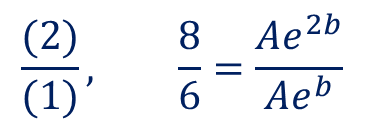 (2)/(1), 8/6 = Ae^{2b}/Ae^{b}